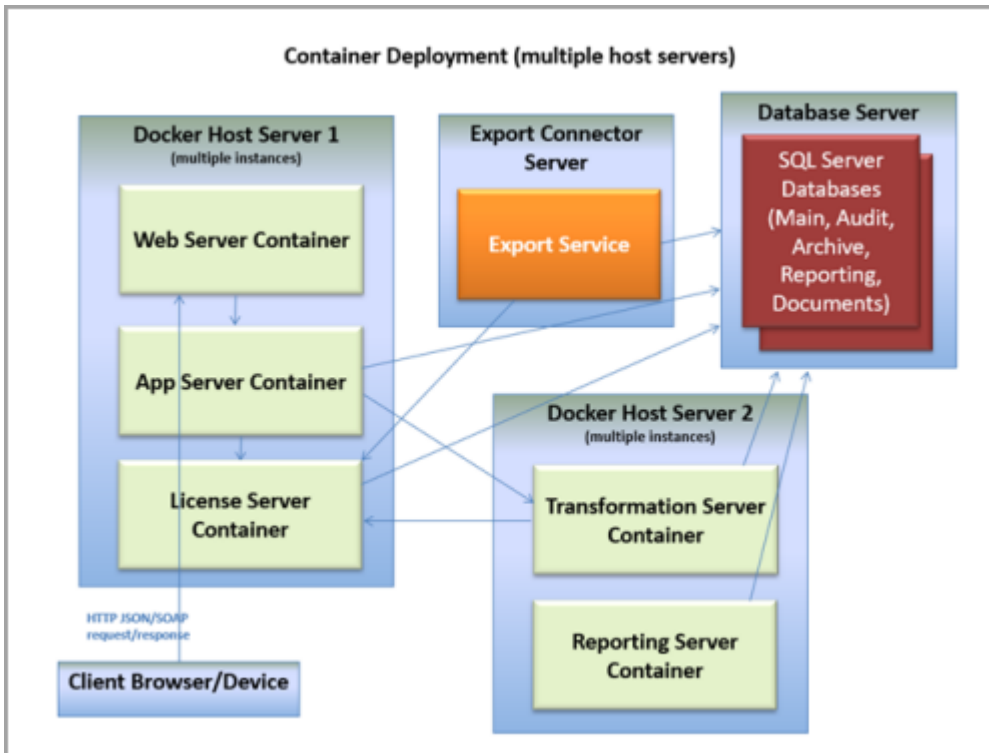 Container Deployment (multiple host servers)
Docker Host Server 1
(multiple instances)
Web Server Container
App Server Container
License Server
Container
HTTP JSON/SOAP
request/response
Client Browser/Device
Export Connector
Server
Export Service
Database Server
SQL Server
Databases
(Main, Audit,
Archive,
Reporting,
Documents)
Docker Host Server 2
(multiple instances)
Transformation Server
Container
Reporting Server
Container